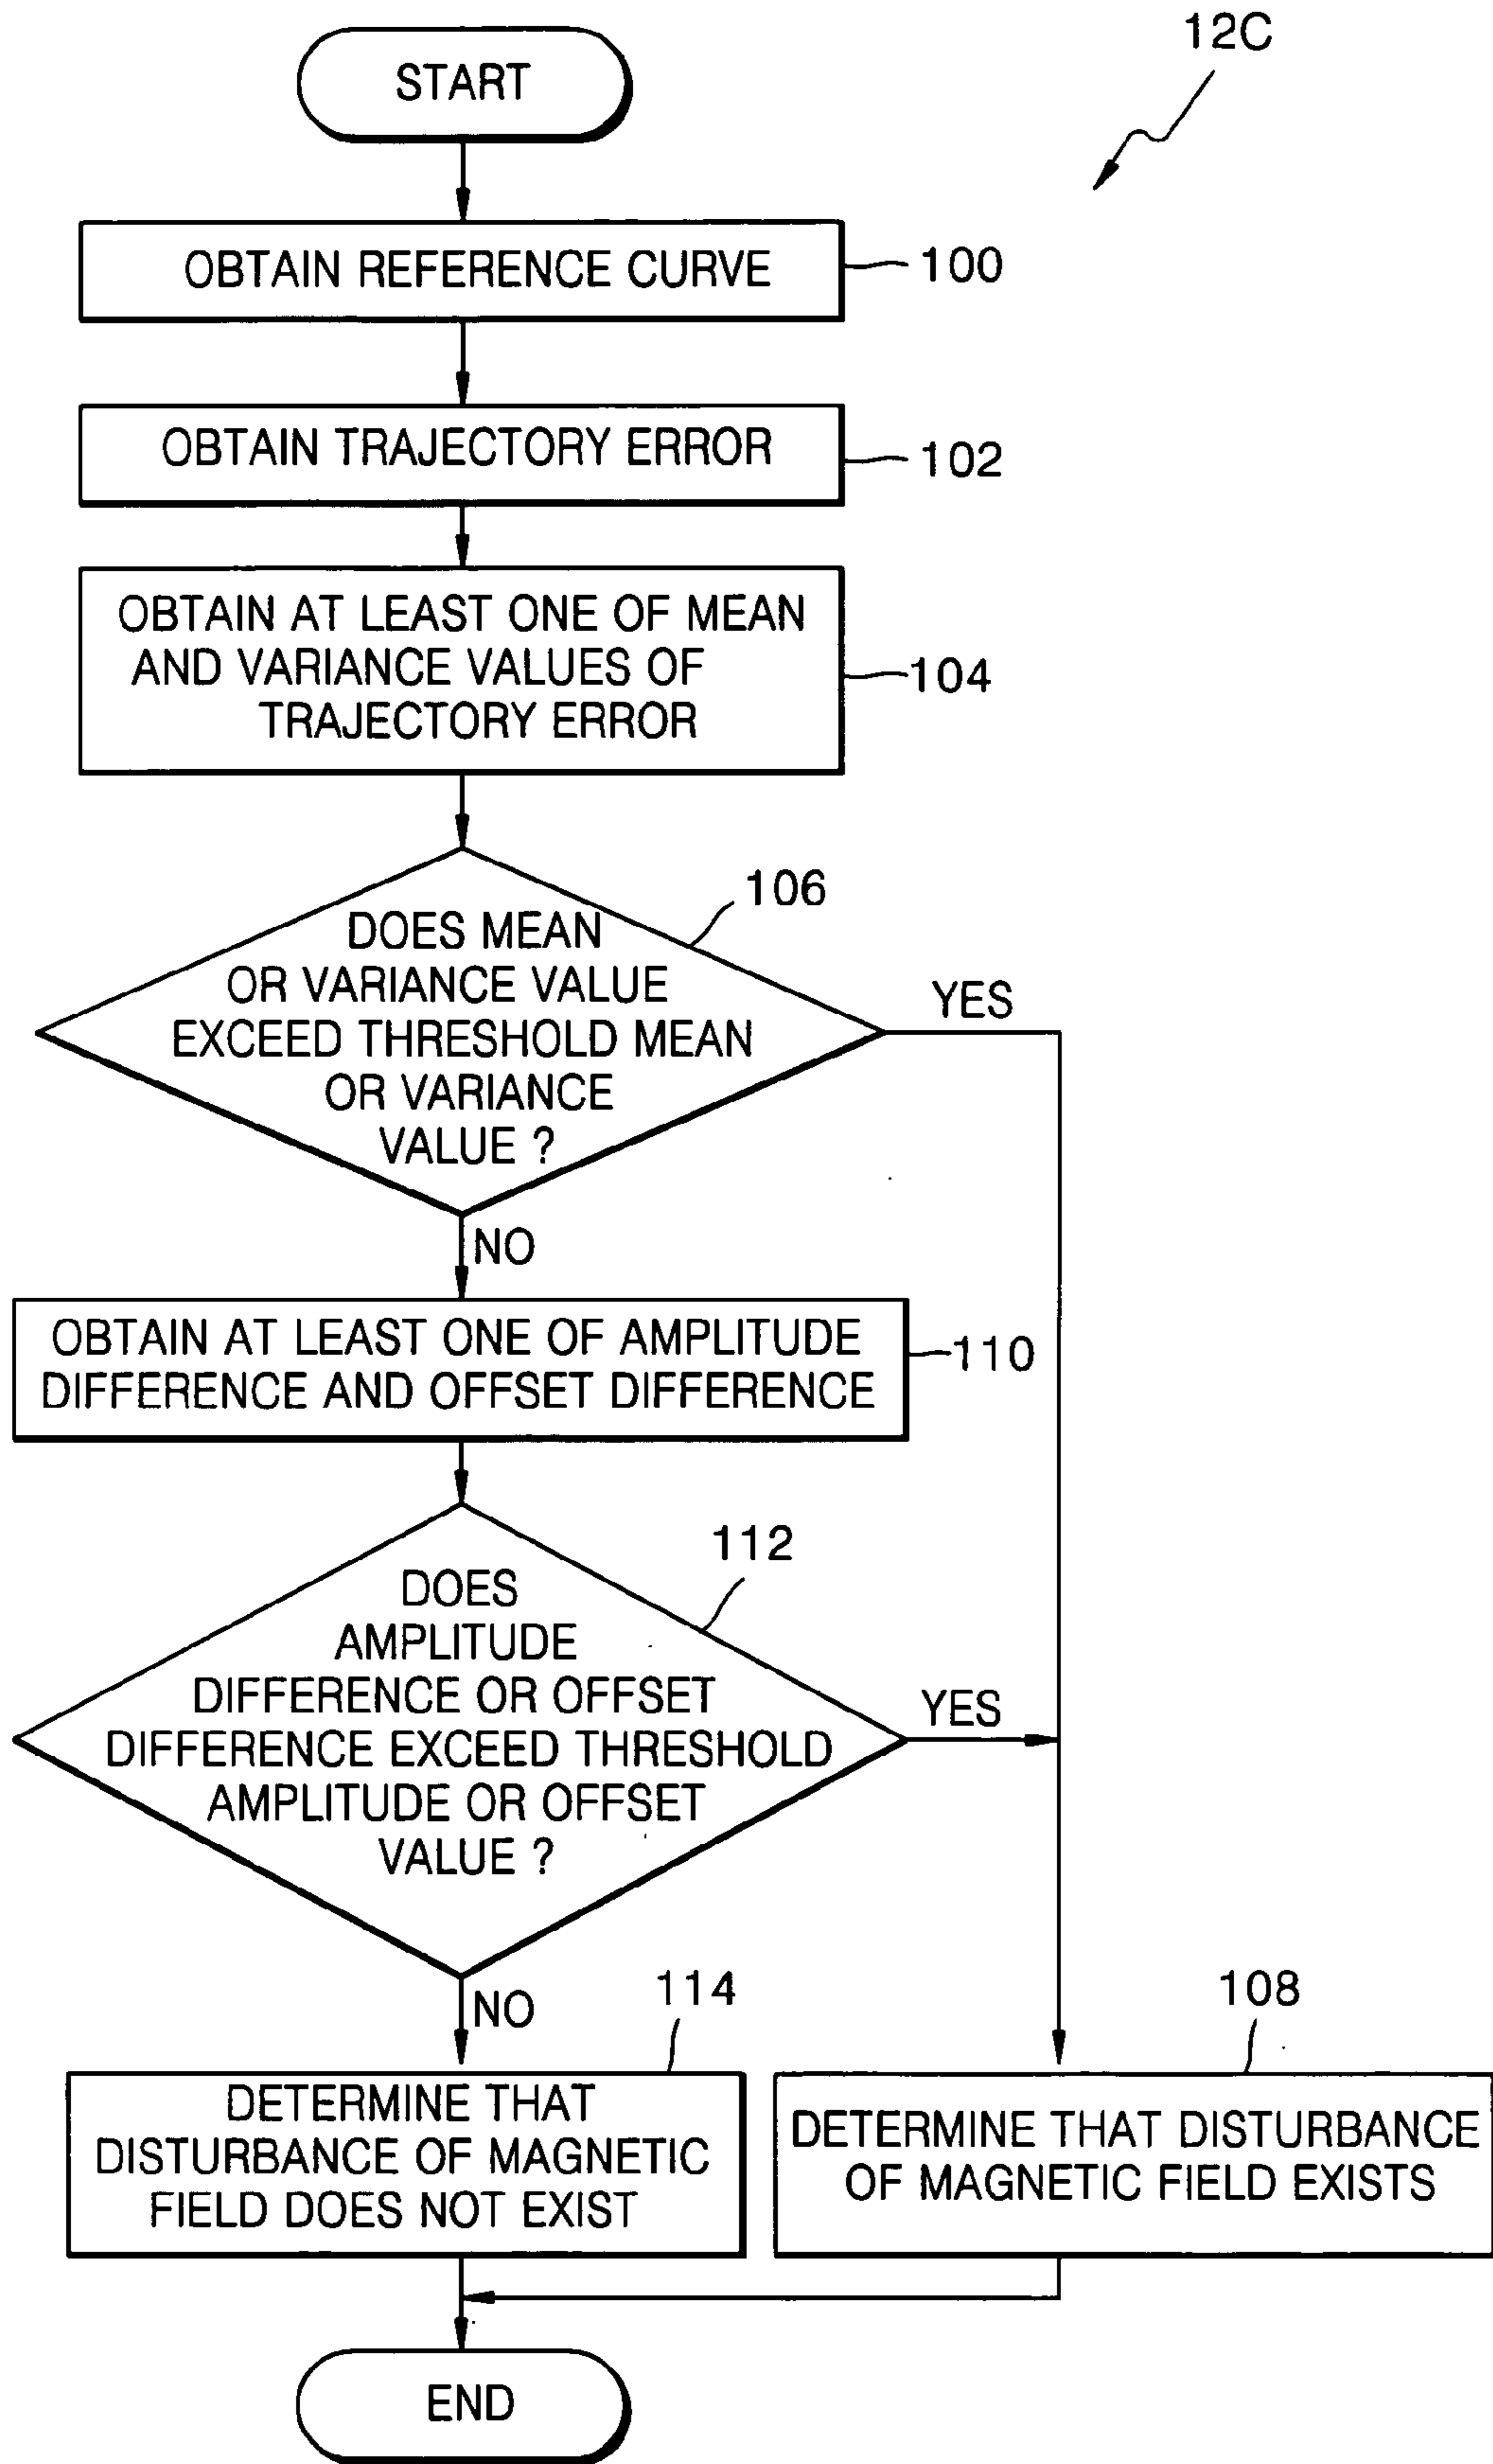 12C
START
OBTAIN REFERENCE CURVE
100
OBTAIN TRAJECTORY ERROR
102
OBTAIN AT LEAST ONE OF MEAN
AND VARIANCE VALUES OF
TRAJECTORY ERROR
104
106
DOES MEAN
OR VARIANCE VALUE
EXCEED THRESHOLD MEAN
OR VARIANCE
VALUE ?
YES
NO
OBTAIN AT LEAST ONE OF AMPLITUDE
DIFFERENCE AND OFFSET DIFFERENCE
110
112
DOES
AMPLITUDE
DIFFERENCE OR OFFSET
DIFFERENCE EXCEED THRESHOLD
AMPLITUDE OR OFFSET
VALUE ?
YES
NO
114
DETERMINE THAT
DISTURBANCE OF MAGNETIC
FIELD DOES NOT EXIST
108
DETERMINE THAT DISTURBANCE
OF MAGNETIC FIELD EXISTS
END